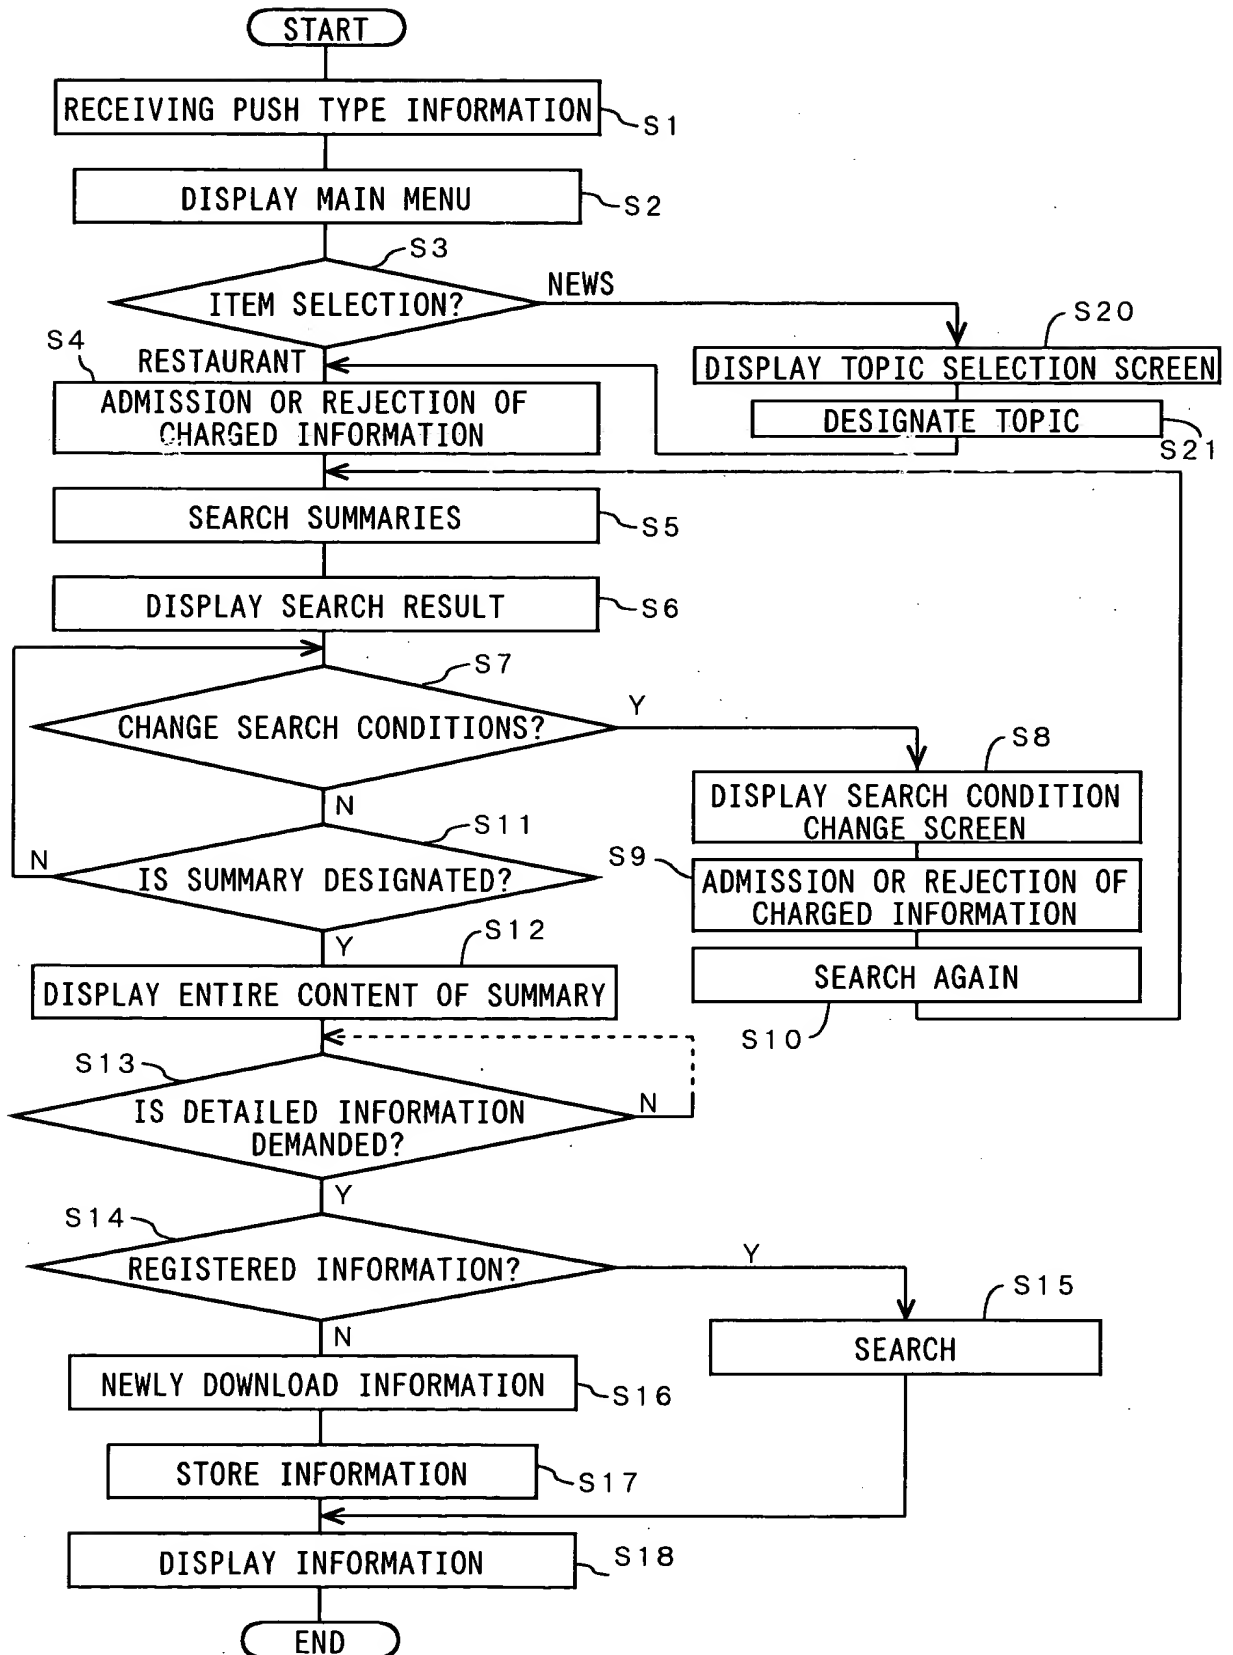 START
RECEIVING PUSH TYPE INFORMATION
S1
DISPLAY MAIN MENU
S2
S3
ITEM SELECTION?
NEWS
S20
DISPLAY TOPIC SELECTION SCREEN
DESIGNATE TOPIC
S21
S4
RESTAURANT
ADMISSION OR REJECTION OF
CHARGED INFORMATION
SEARCH SUMMARIES
S5
DISPLAY SEARCH RESULT
S6
S7
CHANGE SEARCH CONDITIONS?
Y
N
S8
DISPLAY SEARCH CONDITION
CHANGE SCREEN
S9
ADMISSION OR REJECTION OF
CHARGED INFORMATION
SEARCH AGAIN
S10
S11
N
IS SUMMARY DESIGNATED?
Y
S12
DISPLAY ENTIRE CONTENT OF SUMMARY
S13
IS DETAILED INFORMATION
DEMANDED?
N
Y
S14
REGISTERED INFORMATION?
Y
N
S15
SEARCH
NEWLY DOWNLOAD INFORMATION
S16
STORE INFORMATION
S17
DISPLAY INFORMATION
S18
END